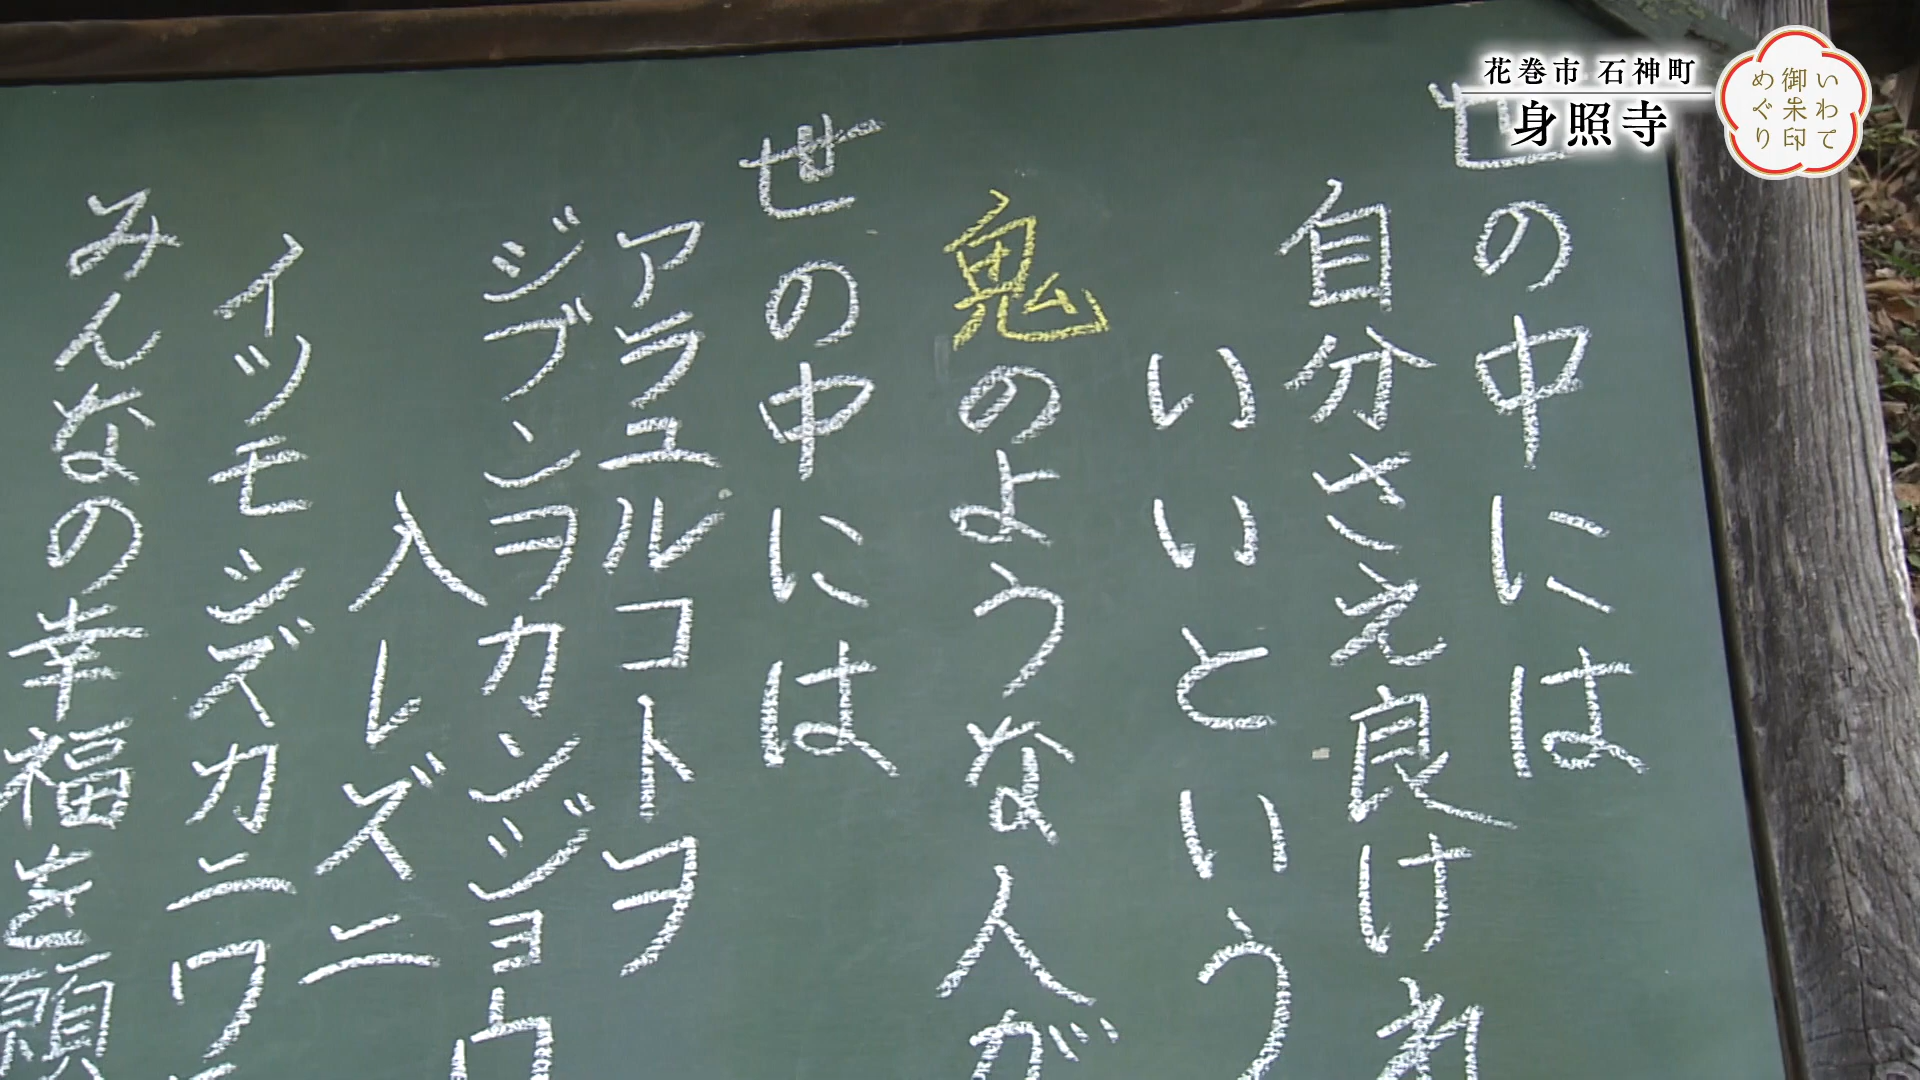 花巻市 石神町
身照寺
いわて
御朱印
めぐり
世の中には
自分さえ良けれ
いいという
鬼のような人が
世の中には
アラユルコトヲ
ジブンヲカンジョウ
入レズニ
イツモシズカニワ
みんなの幸福を願